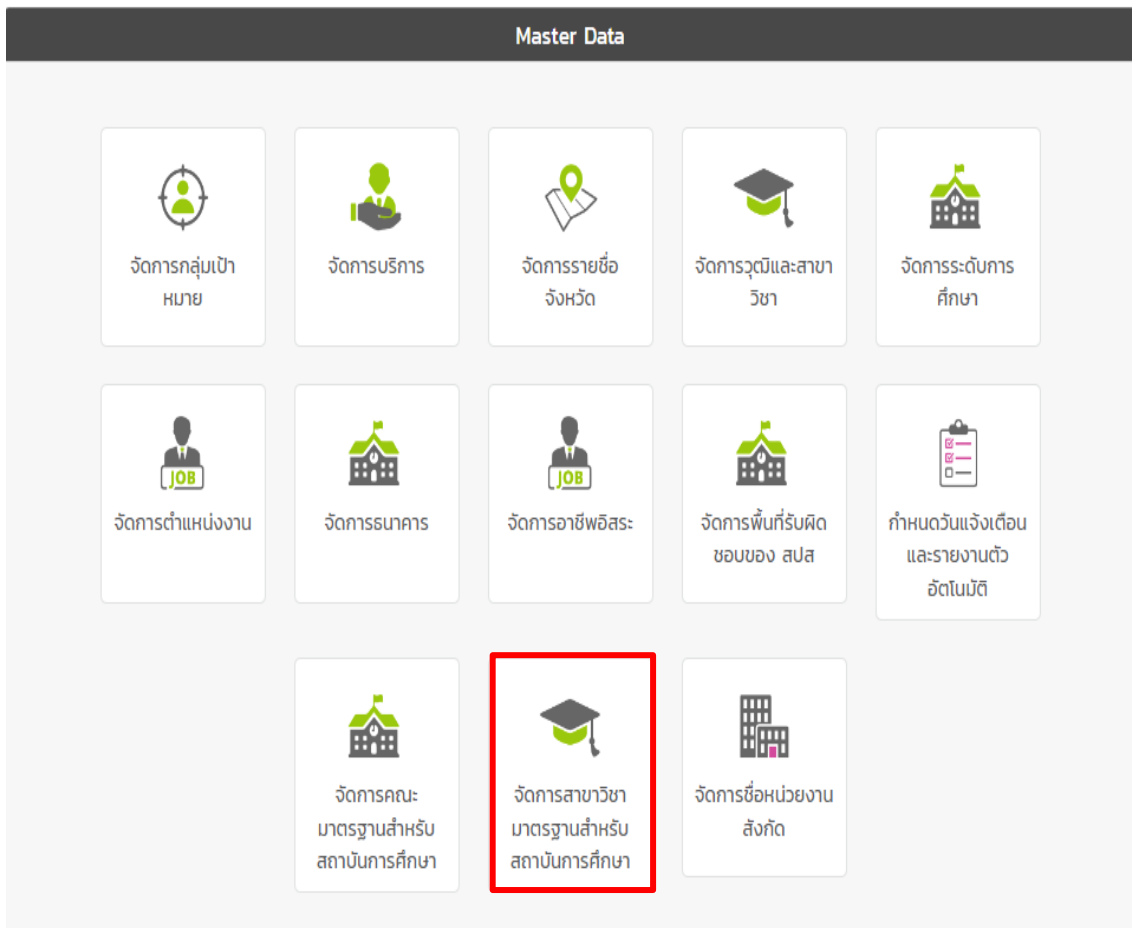 Master Data
จัดการกลุ่มเป้า
หมาย
จัดการบริการ
จัดการรายชื่อ
จังหวัด
จัดการวุฒิและสาขา
วิชา
จัดการระดับการ
ศึกษา
JOB
จัดการตำแหน่งงาน
จัดการธนาคาร
JOB
จัดการอาชีพอิสระ
จัดการพื้นที่รับผิด
ชอบของ สปส
กำหนดวันแจ้งเตือน
และรายงานตัว
อัตโนมัติ
จัดการคณะ
มาตรฐานสำหรับ
สถาบันการศึกษา
จัดการสาขาวิชา
มาตรฐานสำหรับ
สถาบันการศึกษา
จัดการชื่อหน่วยงาน
สังกัด